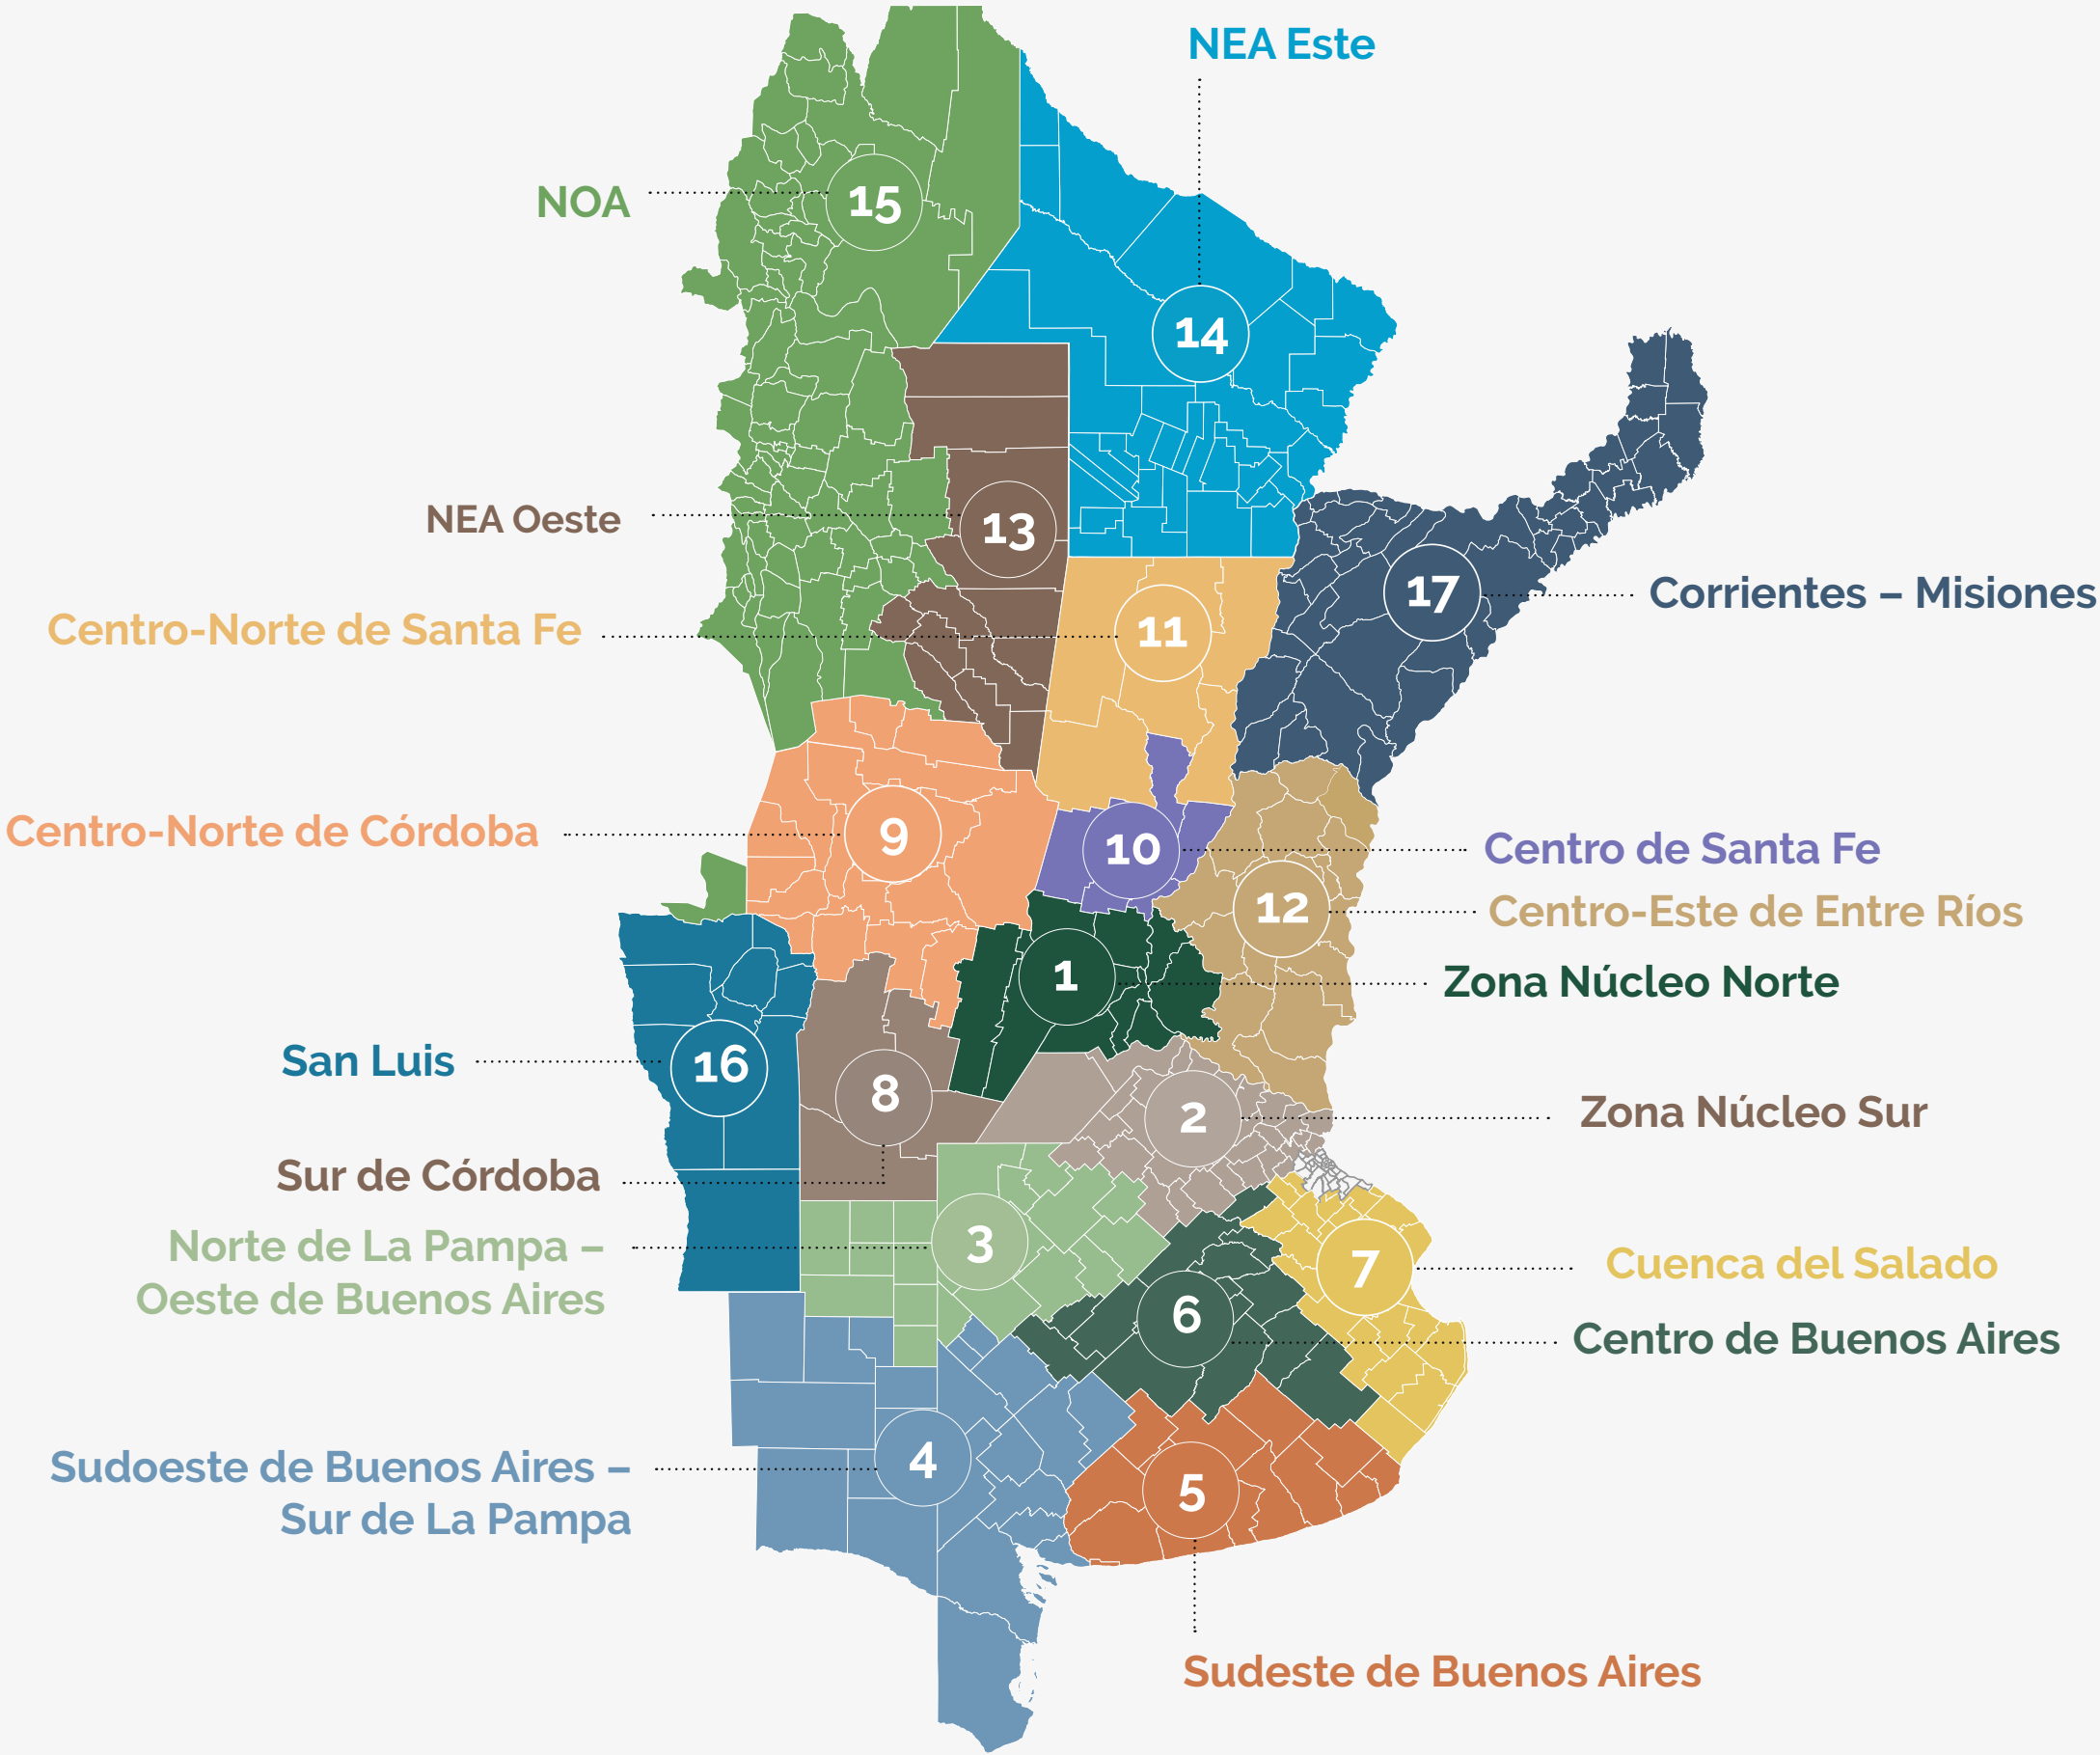 NEA Este
NOA
15
14
NEA Oeste
13
17
Corrientes – Misiones
Centro-Norte de Santa Fe
11
Centro-Norte de Córdoba
9
10
Centro de Santa Fe
12
Centro-Este de Entre Ríos
1
Zona Núcleo Norte
San Luis
16
8
2
Zona Núcleo Sur
Sur de Córdoba
Norte de La Pampa –
Oeste de Buenos Aires
3
7
Cuenca del Salado
6
Centro de Buenos Aires
Sudoeste de Buenos Aires –
Sur de La Pampa
4
5
Sudeste de Buenos Aires